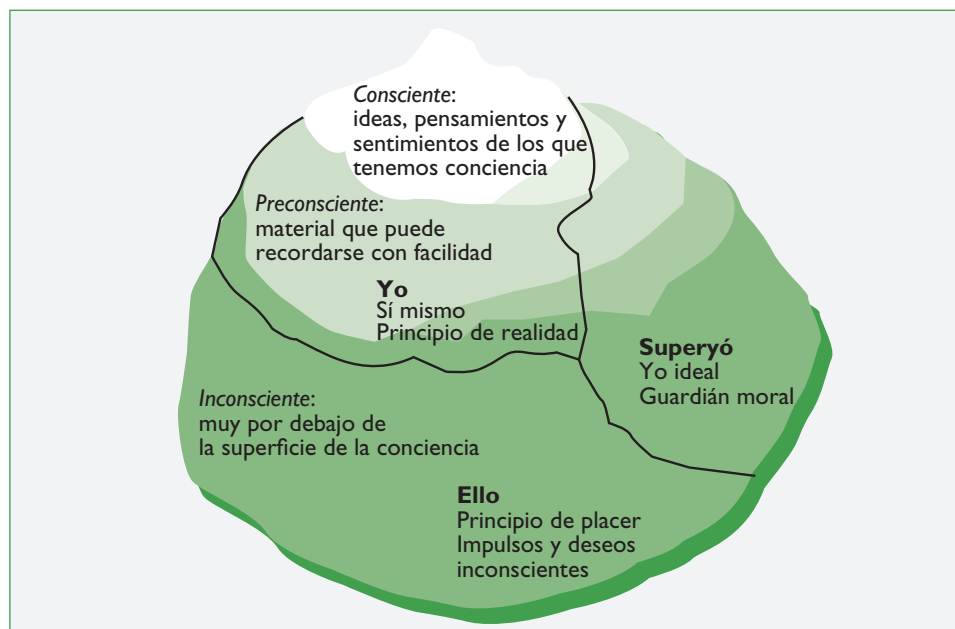 Consciente:
ideas, pensamientos y
sentimientos de los que
tenemos conciencia
Preconsciente:
material que puede
recordarse con facilidad
Yo
Sí mismo
Principio de realidad
Superyó
Yo ideal
Guardián moral
Inconsciente:
muy por debajo de
la superficie de la conciencia
Ello
Principio de placer
Impulsos y deseos
inconscientes